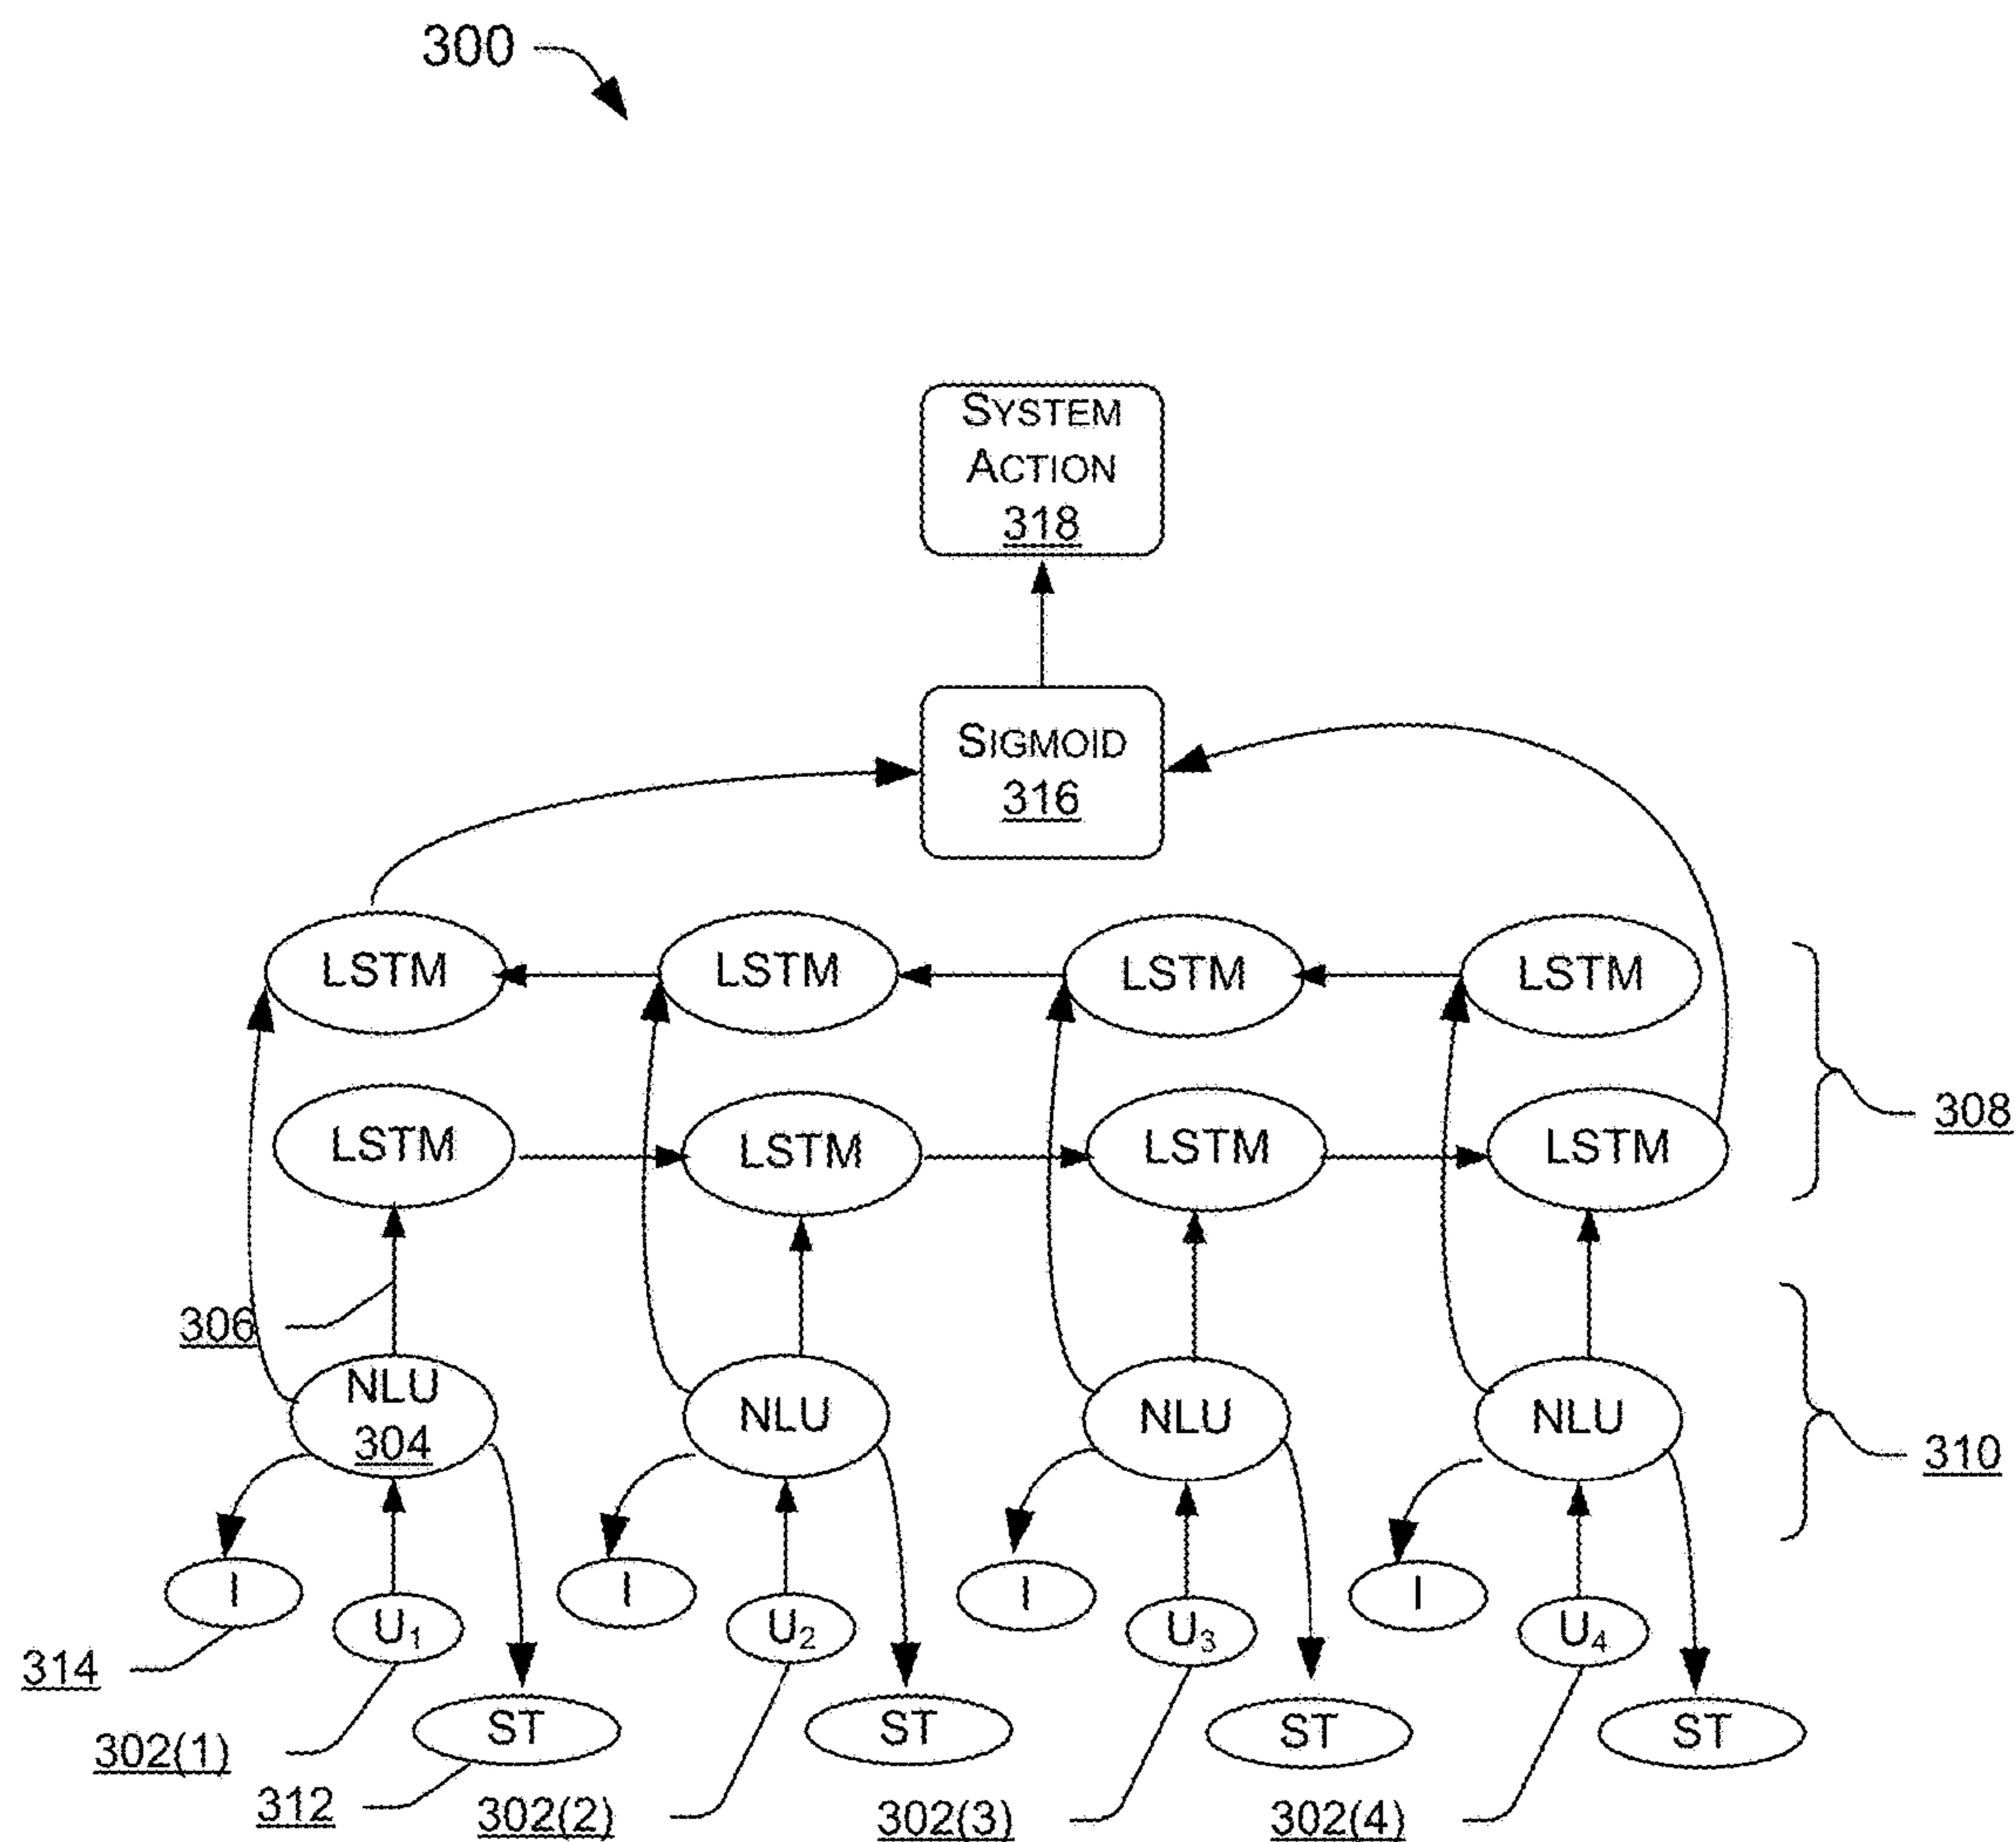 300
SYSTEM
ACTION
318
SIGMOID
316
LSTM LSTM LSTM LSTM
308
LSTM LSTM LSTM LSTM
306
NLU
304
NLU NLU NLU
310
I I I I
U₁ U₂ U₃ U₄
314
ST ST ST ST
302(1)
312
302(2) 302(3) 302(4)